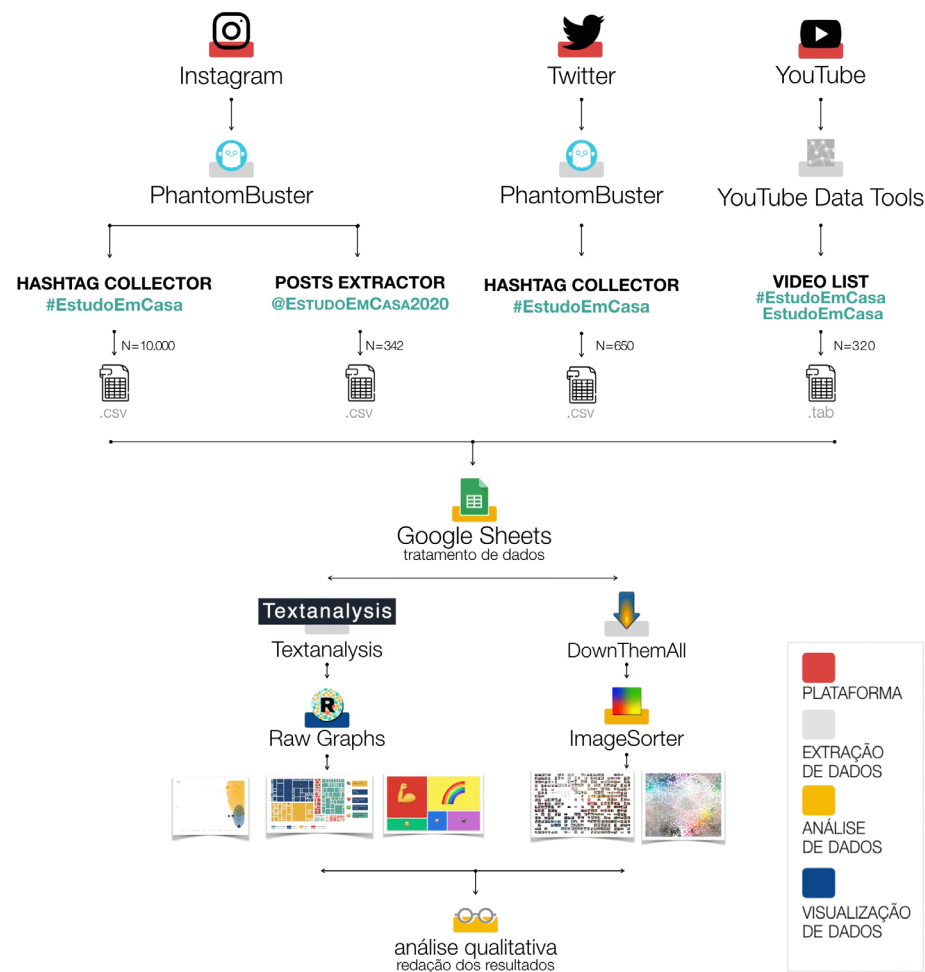 Instagram
Twitter
YouTube
PhantomBuster
PhantomBuster
YouTube Data Tools
HASHTAG COLLECTOR
#EstudoEmCasa
POSTS EXTRACTOR
@ESTUDOEMCASA2020
HASHTAG COLLECTOR
#EstudoEmCasa
VIDEO LIST
#EstudoEmCasa
EstudoEmCasa
N=10.000
N=342
N=650
N=320
.csv
.csv
.csv
.tab
Google Sheets
tratamento de dados
Textanalysis
Textanalysis
DownThemAll
R
Raw Graphs
ImageSorter
PLATAFORMA
EXTRAÇÃO
DE DADOS
ANÁLISE
DE DADOS
VISUALIZAÇÃO
DE DADOS
análise qualitativa
redação dos resultados